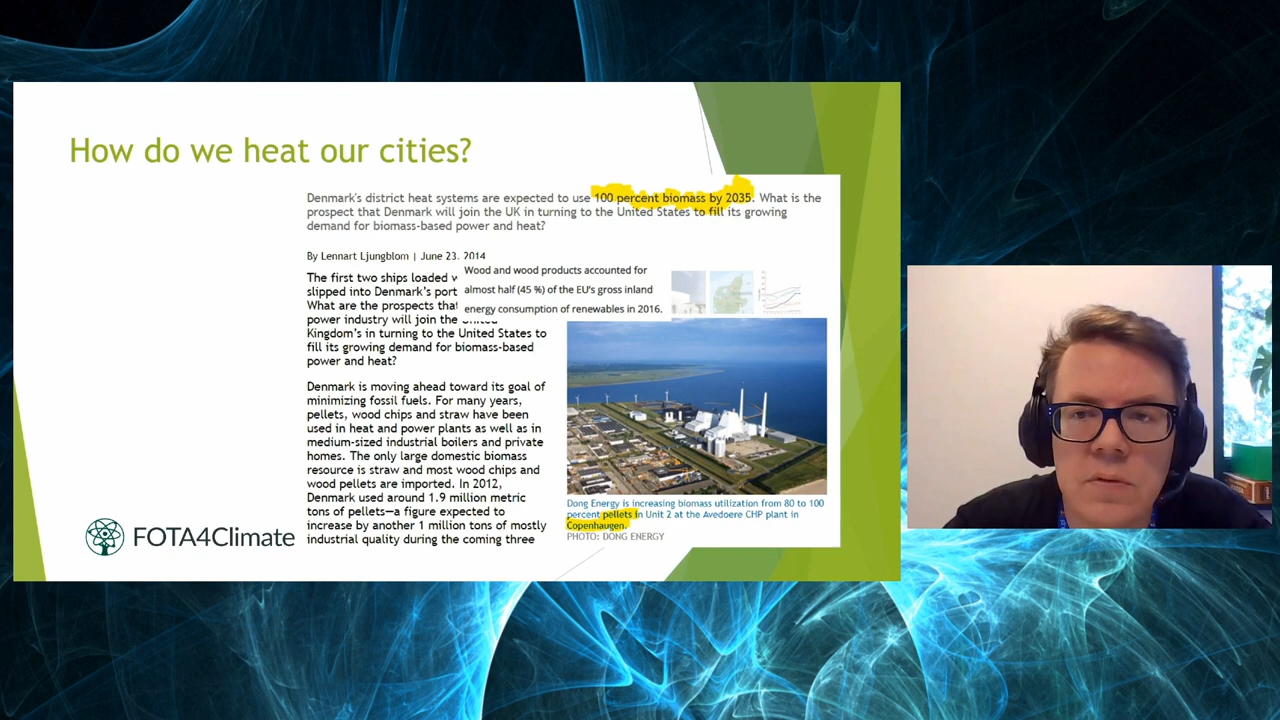 How do we heat our cities?
Denmark's district heat systems are expected to use 100 percent biomass by 2035. What is the
prospect that Denmark will join the UK in turning to the United States to fill its growing
demand for biomass-based power and heat?
By Lennart Ljungblom | June 23, 2014
The first two ships loaded
slipped into Denmark's port
What are the prospects that
power industry will join the United
Kingdom's in turning to the United States to
fill its growing demand for biomass-based
power and heat?
Wood and wood products accounted for
almost half (45 %) of the EU's gross inland
energy consumption of renewables in 2016.
Denmark is moving ahead toward its goal of
minimizing fossil fuels. For many years,
pellets, wood chips and straw have been
used in heat and power plants as well as in
medium-sized industrial boilers and private
homes. The only large domestic biomass
resource is straw and most wood chips and
wood pellets are imported. In 2012,
Denmark used around 1.9 million metric
tons of pellets—a figure expected to
increase by another 1 million tons of mostly
industrial quality during the coming three
Dong Energy is increasing biomass utilization from 80 to 100
percent pellets in Unit 2 at the Avedoere CHP plant in
Copenhaugen.
PHOTO: DONG ENERGY
FOTA4Climate